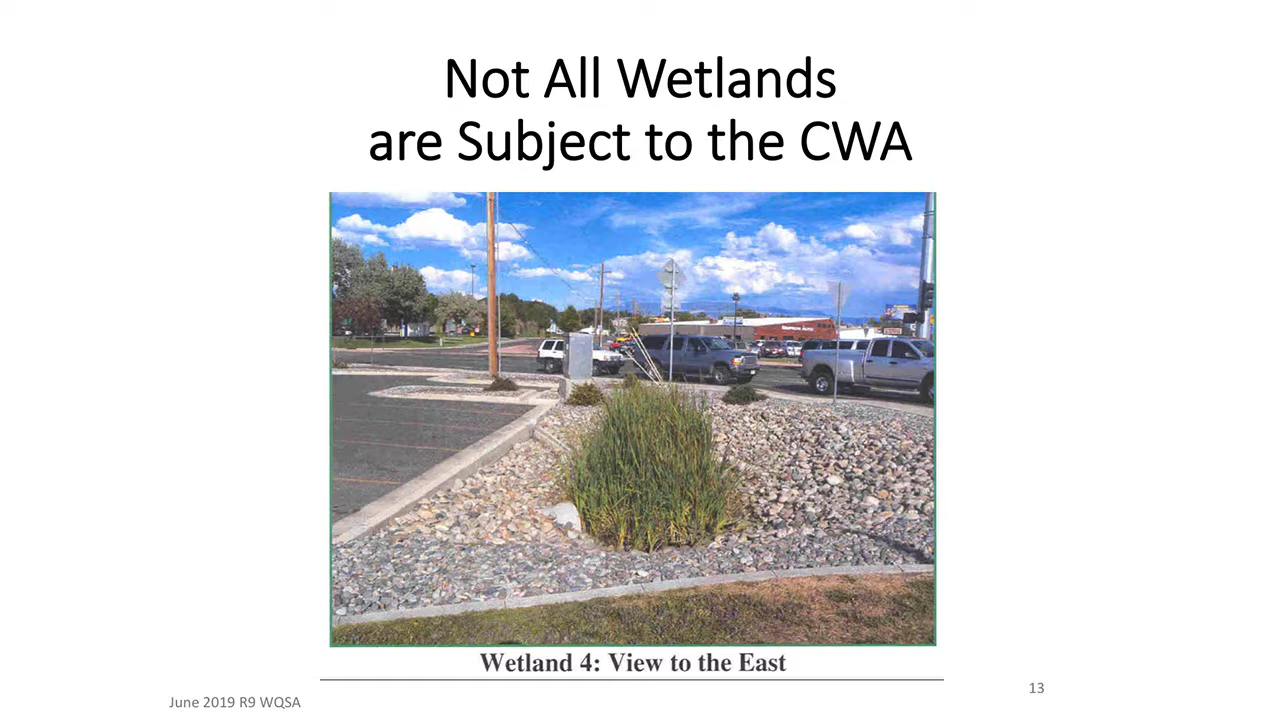 Not All Wetlands
are Subject to the CWA
Wetland 4: View to the East
June 2019 R9 WQSA
13